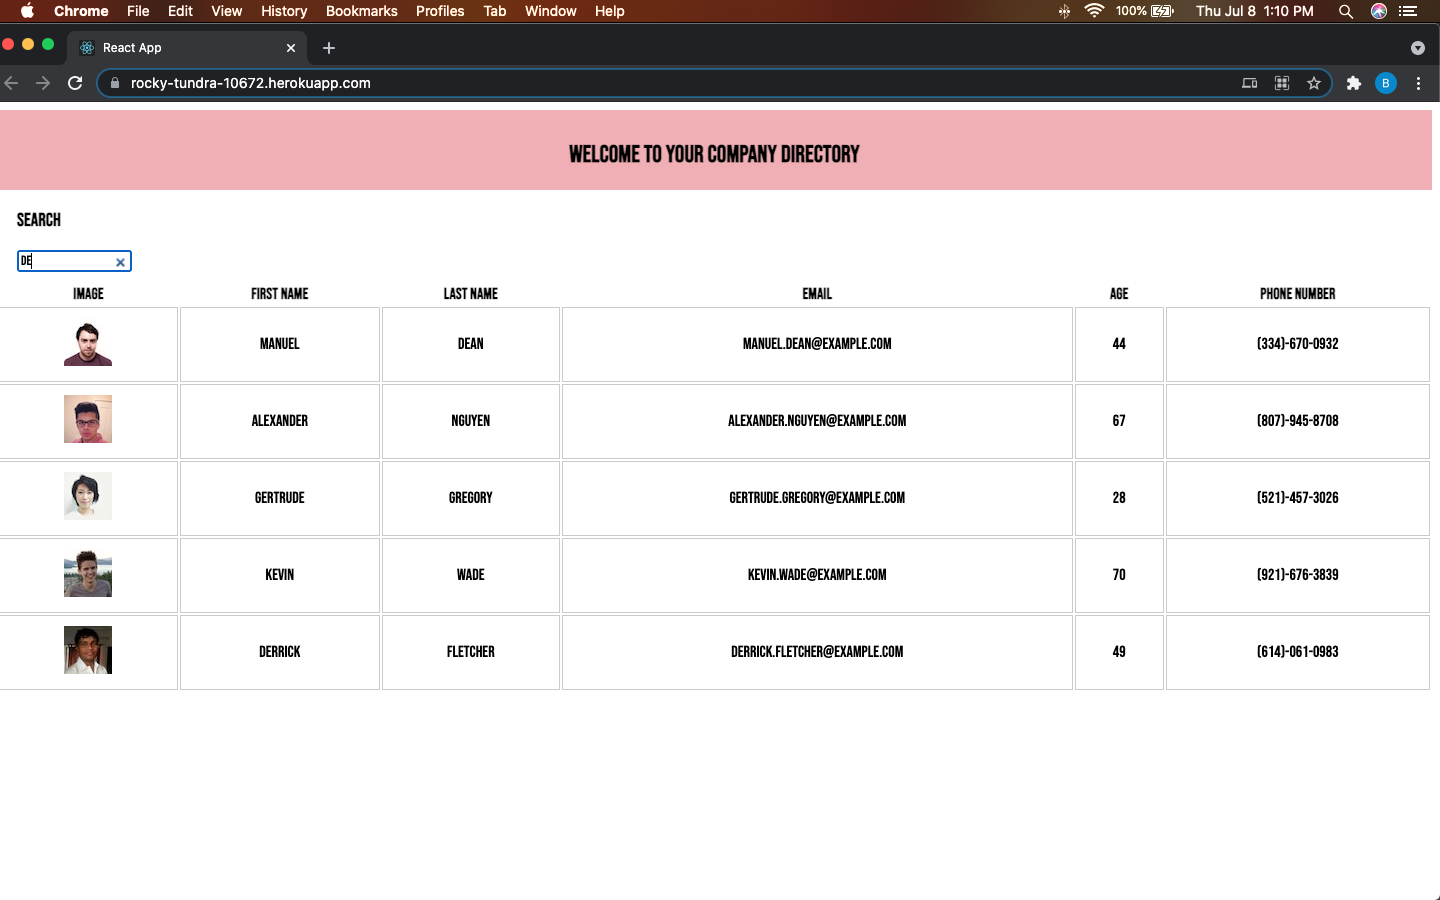 Chrome File Edit View History Bookmarks Profiles Tab Window Help 100% Thu Jul 8 1:10 PM
React App
rocky-tundra-10672.herokuapp.com B
WELCOME TO YOUR COMPANY DIRECTORY
SEARCH
DE
IMAGE FIRST NAME LAST NAME EMAIL AGE PHONE NUMBER
MANUEL DEAN MANUEL.DEAN@EXAMPLE.COM 44 (334)-670-0932
ALEXANDER NGUYEN ALEXANDER.NGUYEN@EXAMPLE.COM 67 (807)-945-8708
GERTRUDE GREGORY GERTRUDE.GREGORY@EXAMPLE.COM 28 (521)-457-3026
KEVIN WADE KEVIN.WADE@EXAMPLE.COM 70 (921)-676-3839
DERRICK FLETCHER DERRICK.FLETCHER@EXAMPLE.COM 49 (614)-061-0983